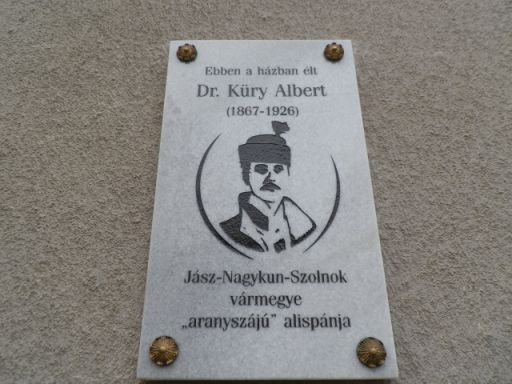 Ebben a házban élt
Dr. Küry Albert
(1867-1926)
Jász-Nagykun-Szolnok
vármegye
„aranyszájú” alispánja